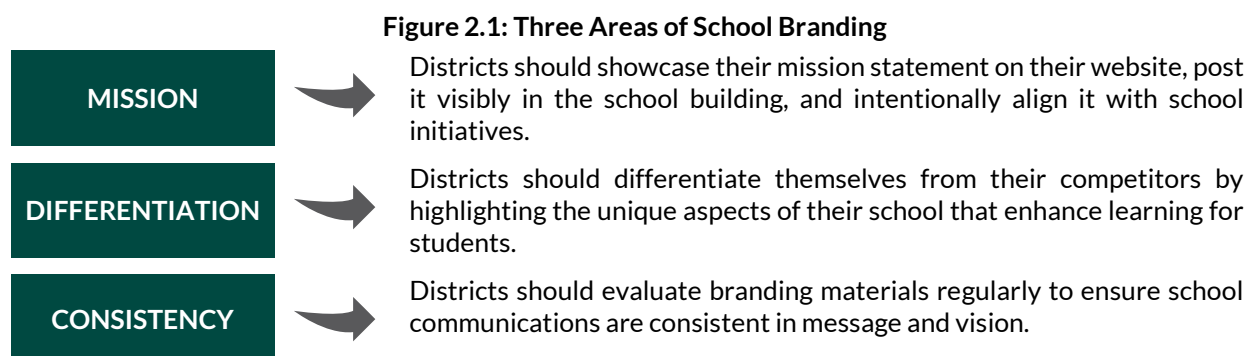 Figure 2.1: Three Areas of School Branding
MISSION
Districts should showcase their mission statement on their website, post
it visibly in the school building, and intentionally align it with school
initiatives.
DIFFERENTIATION
Districts should differentiate themselves from their competitors by
highlighting the unique aspects of their school that enhance learning for
students.
CONSISTENCY
Districts should evaluate branding materials regularly to ensure school
communications are consistent in message and vision.